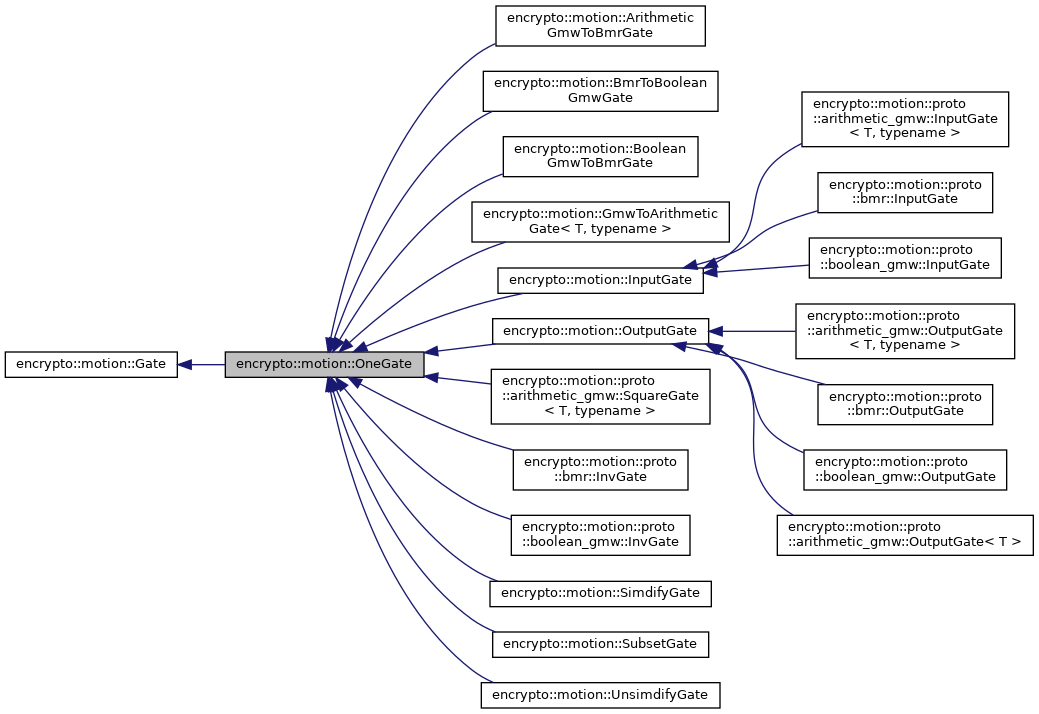 encrypto::motion::Gate
encrypto::motion::OneGate
encrypto::motion::Arithmetic
GmwToBmrGate
encrypto::motion::BmrToBoolean
GmwGate
encrypto::motion::Boolean
GmwToBmrGate
encrypto::motion::GmwToArithmetic
Gate< T, typename >
encrypto::motion::InputGate
encrypto::motion::OutputGate
encrypto::motion::proto
::arithmetic_gmw::SquareGate
< T, typename >
encrypto::motion::proto
::bmr::InvGate
encrypto::motion::proto
::boolean_gmw::InvGate
encrypto::motion::SimdifyGate
encrypto::motion::SubsetGate
encrypto::motion::UnsimdifyGate
encrypto::motion::proto
::arithmetic_gmw::InputGate
< T, typename >
encrypto::motion::proto
::bmr::InputGate
encrypto::motion::proto
::boolean_gmw::InputGate
encrypto::motion::proto
::arithmetic_gmw::OutputGate
< T, typename >
encrypto::motion::proto
::bmr::OutputGate
encrypto::motion::proto
::boolean_gmw::OutputGate
encrypto::motion::proto
::arithmetic_gmw::OutputGate< T >